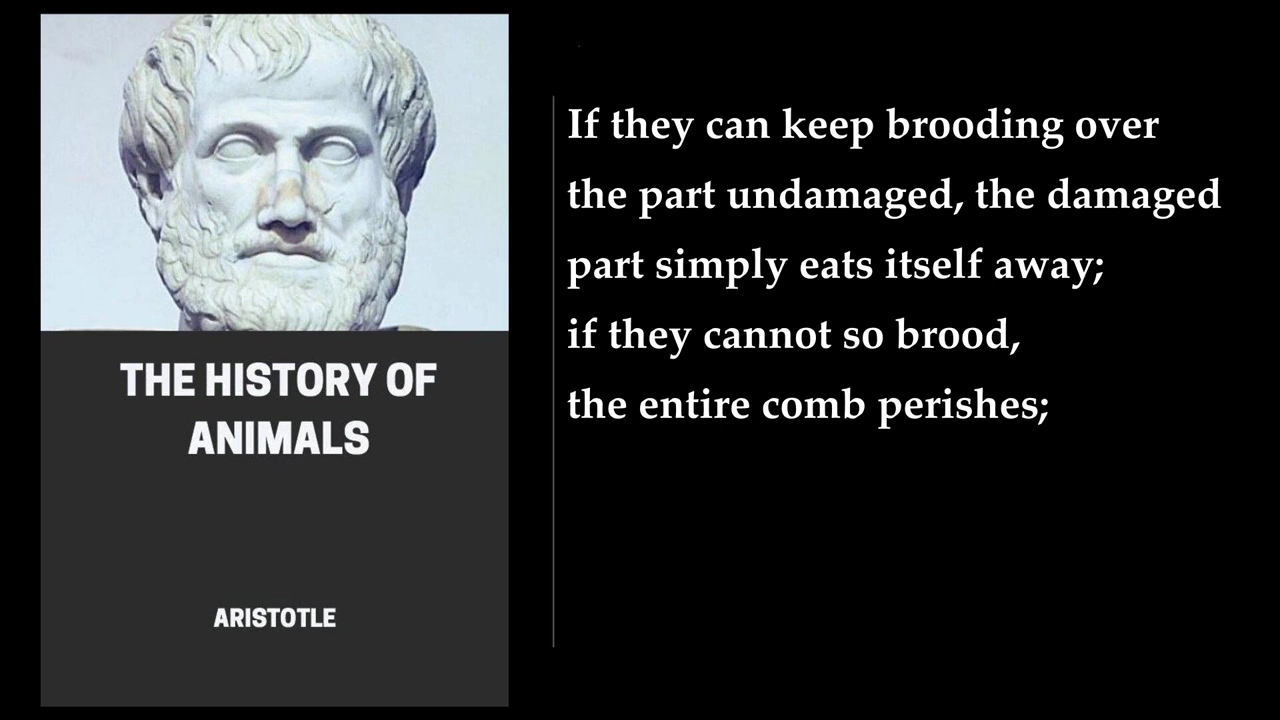 THE HISTORY OF
ANIMALS
ARISTOTLE
If they can keep brooding over
the part undamaged, the damaged
part simply eats itself away;
if they cannot so brood,
the entire comb perishes;